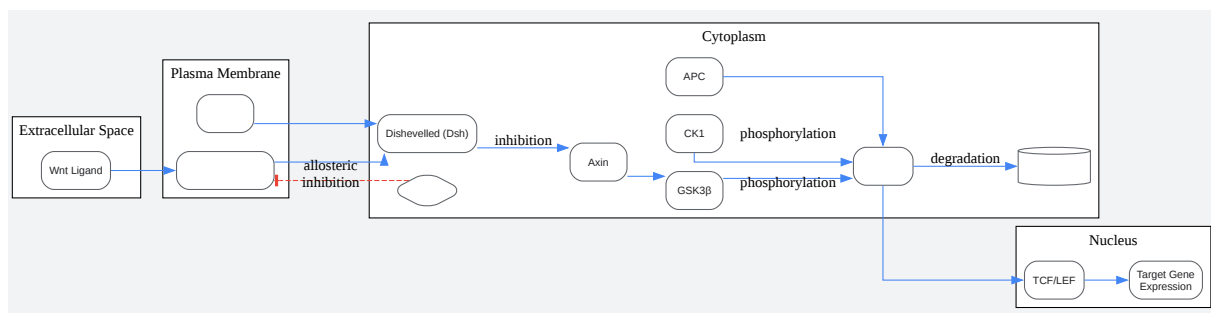 Cytoplasm
Plasma Membrane
APC
Extracellular Space
Dishevelled (Dsh)
inhibition
CK1
phosphorylation
Wnt Ligand
allosteric
inhibition
Axin
GSK3β
phosphorylation
degradation
Nucleus
TCF/LEF
Target Gene
Expression